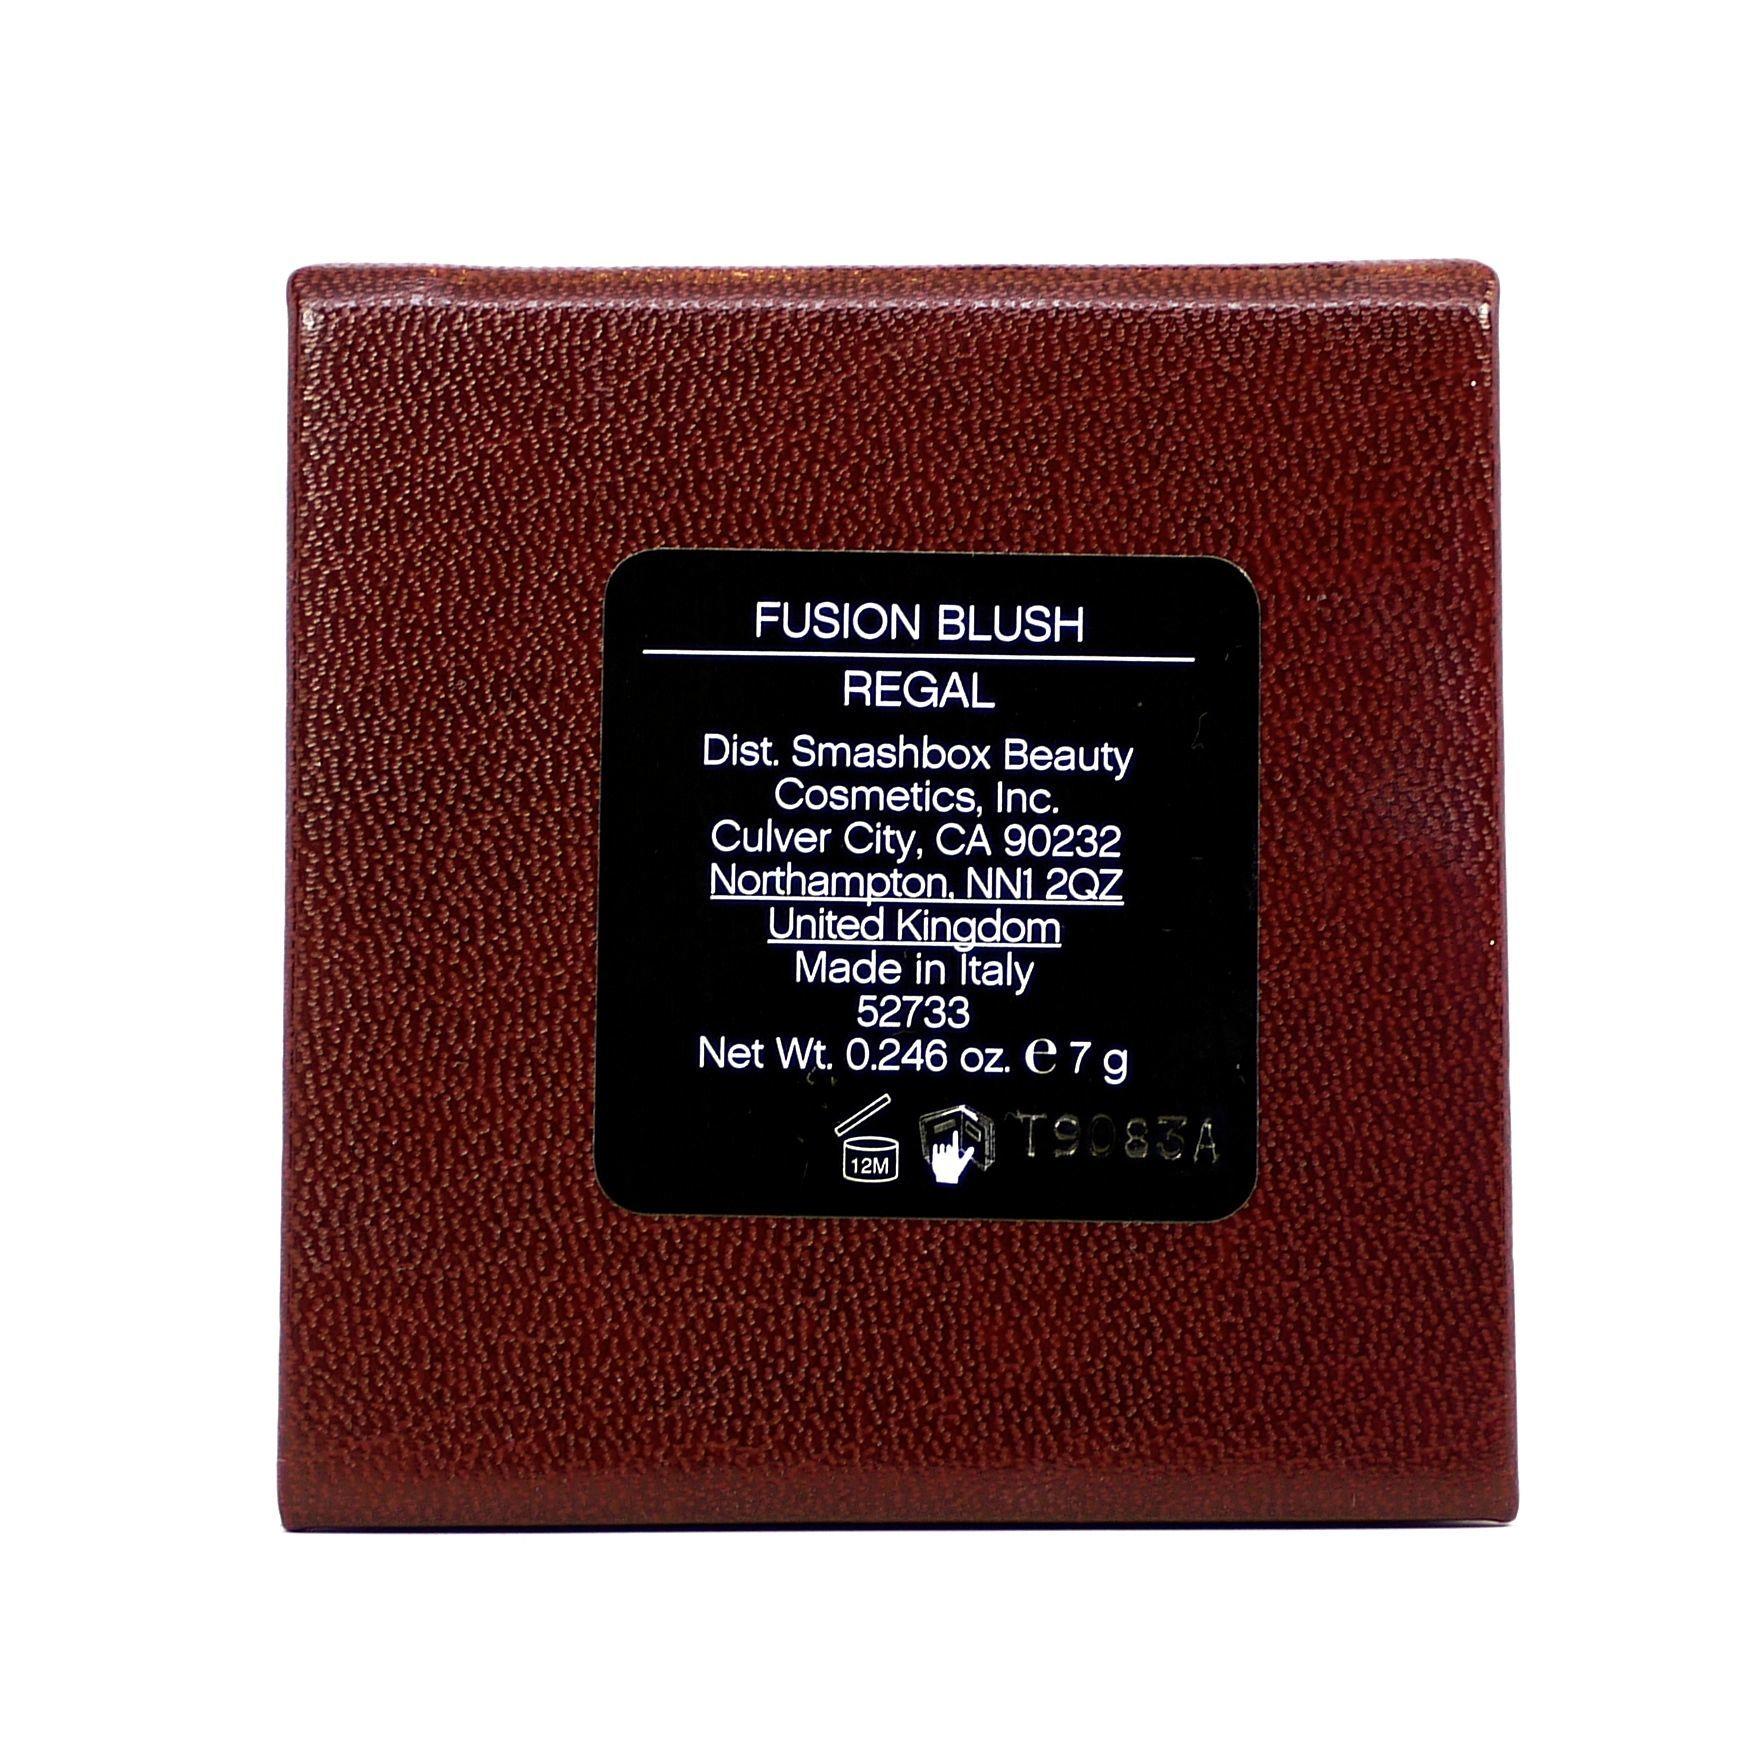 FUSION BLUSH
REGAL
Dist. Smashbox Beauty
Cosmetics, Inc.
Culver City, CA 90232
Northampton, NN1 2QZ
United Kingdom
Made in Italy
52733
Net Wt. 0.246 oz. ℮ 7 g
12M T9083A